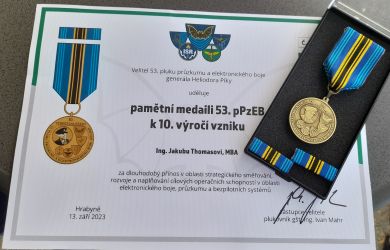 Velitel 53. pluku průzkumu a elektronického boje
generála Heliodora Píky
uděluje
pamětní medaili 53. pPzEB
k 10. výročí vzniku
Ing. Jakubu Thomasovi, MBA
za dlouhodobý přínos v oblasti strategického směřování,
rozvoje a naplňování cílových operačních schopností v oblasti
elektronického boje, průzkumu a bezpilotních systémů
Hrabyně
13. září 2023
zástupce velitele
plukovník gšt. Ing. Ivan Mahr